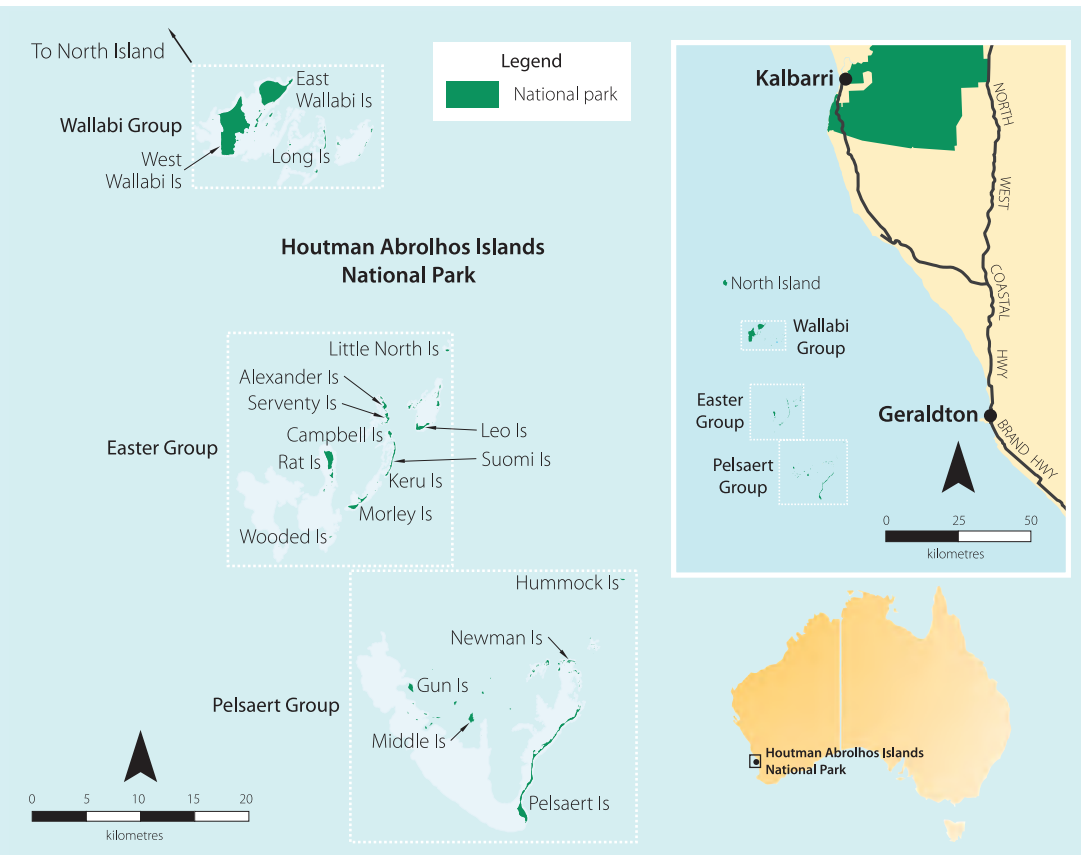 To North Island
East
Wallabi Is
Wallabi Group
West
Wallabi Is
Long Is
Legend
National park
Houtman Abrolhos Islands
National Park
Little North Is
Alexander Is
Serventy Is
Campbell Is
Leo Is
Easter Group
Rat Is
Suomi Is
Keru Is
Morley Is
Wooded Is
Hummock Is
Newman Is
Gun Is
Pelsaert Group
Middle Is
Pelsaert Is
0 5 10 15 20
kilometres
Kalbarri
NORTH
WEST
COASTAL
HWY
North Island
Wallabi
Group
Easter
Group
Geraldton
BRAND HWY
Pelsaert
Group
0 25 50
kilometres
Houtman Abrolhos Islands
National Park